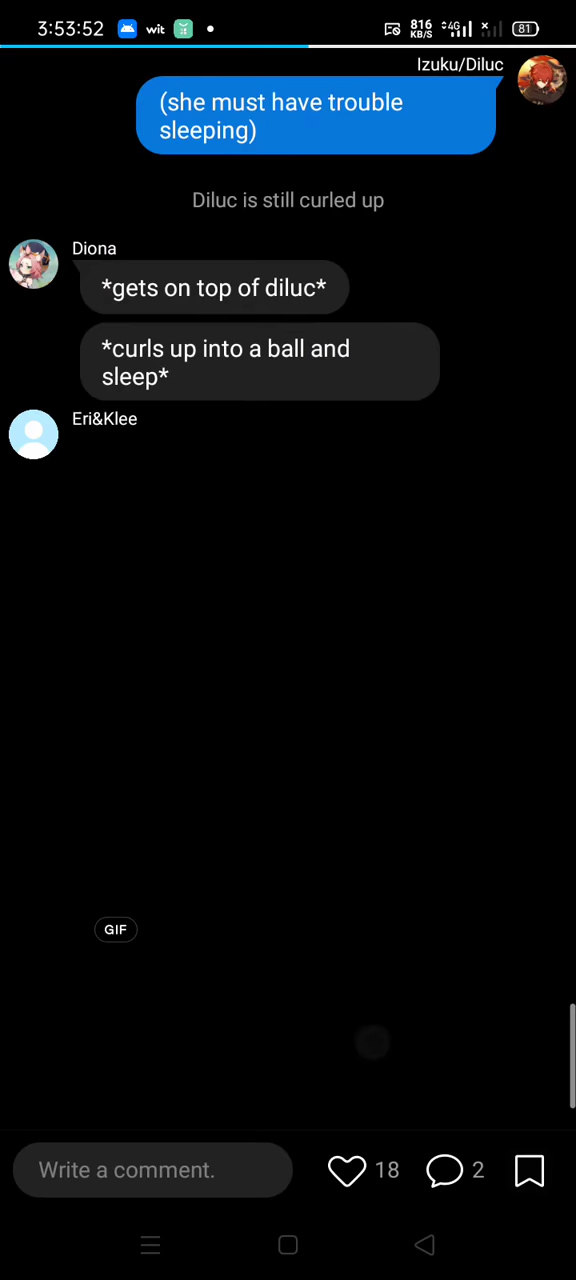 3:53:52 wit 816 KB/S 4G 81
Izuku/Diluc
(she must have trouble
sleeping)
Diluc is still curled up
Diona
*gets on top of diluc*
*curls up into a ball and
sleep*
Eri&Klee
GIF
Write a comment. 18 2